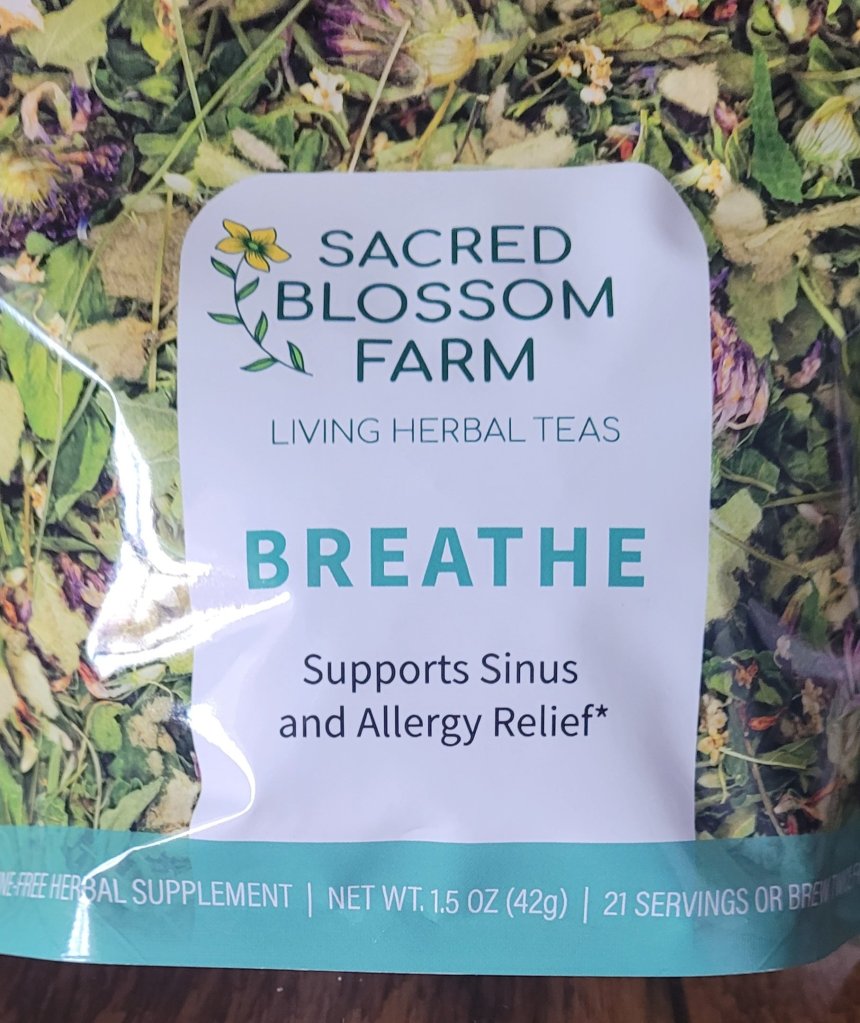 SACRED
BLOSSOM
FARM
LIVING HERBAL TEAS
BREATHE
Supports Sinus
and Allergy Relief*
HERBAL SUPPLEMENT | NET WT. 1.5 OZ (42g) | 21 SERVINGS OR BREW